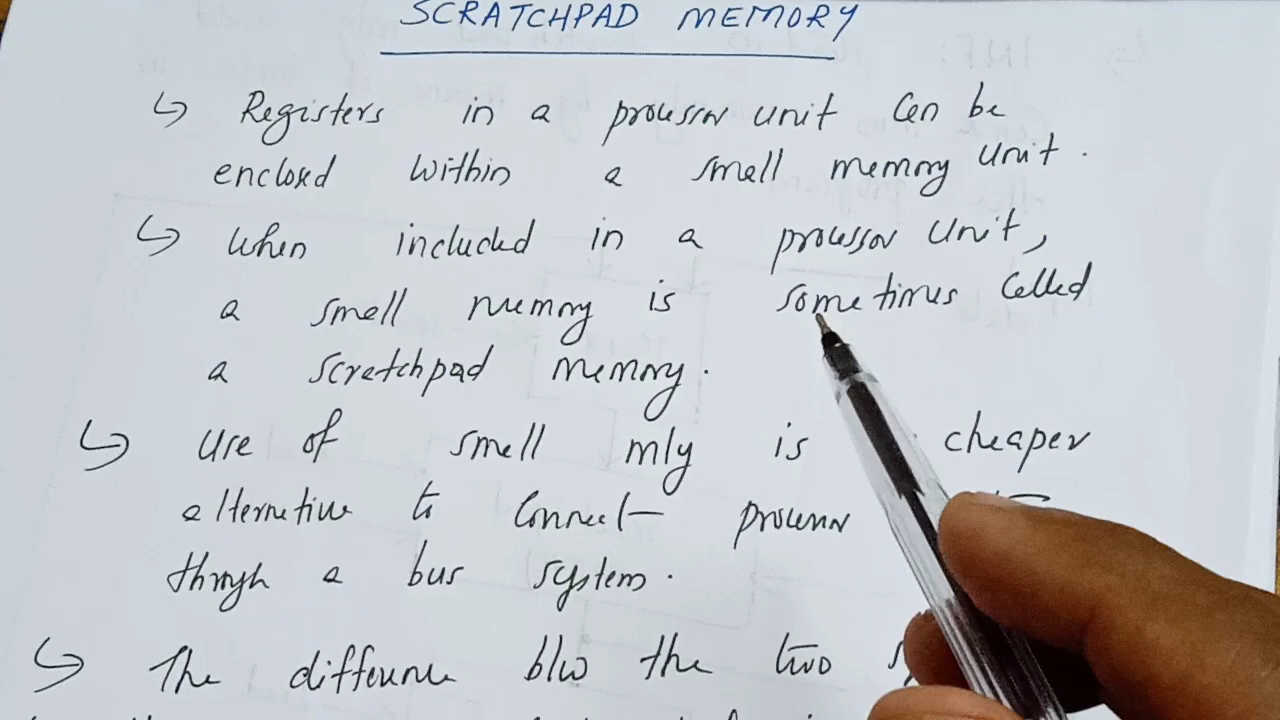 SCRATCHPAD MEMORY
↳ Registers in a processor unit can be
enclosed within a small memory unit.
↳ When included in a processor unit,
a small memory is sometimes called
a scratchpad memory.
↳ Use of small mly is cheaper
alternative to connect processor
through a bus system.
↳ The difference b/w the two